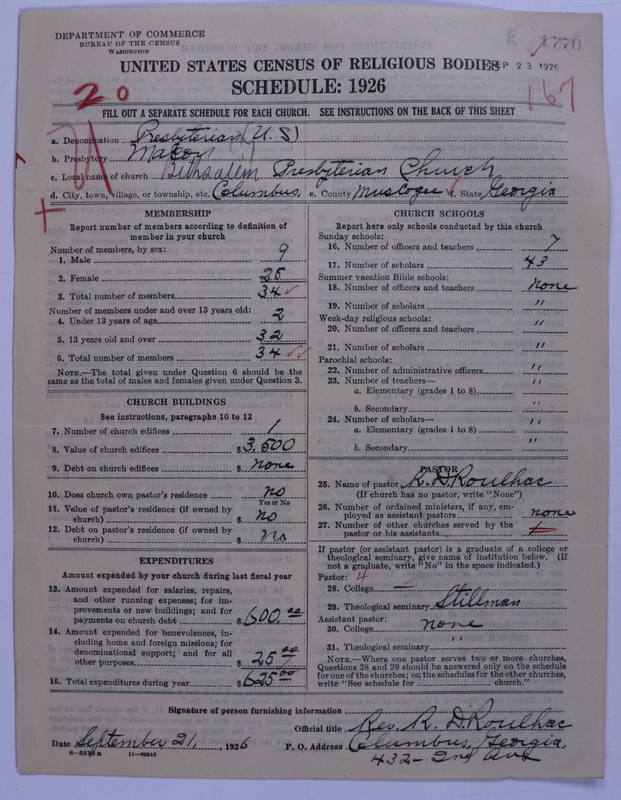 DEPARTMENT OF COMMERCE
BUREAU OF THE CENSUS
WASHINGTON
1770
SEP 23 1926
UNITED STATES CENSUS OF RELIGIOUS BODIES
SCHEDULE: 1926
20
167
FILL OUT A SEPARATE SCHEDULE FOR EACH CHURCH. SEE INSTRUCTIONS ON THE BACK OF THIS SHEET
a. Denomination Presbyterian (U.S)
b. Presbytery Macon
c. Local name of church Bethsalem Presbyterian Church
d. City, town, village, or township, etc. Columbus, e. County Muscogee f. State Georgia
MEMBERSHIP
Report number of members according to definition of
member in your church
Number of members, by sex:
1. Male 9
2. Female 25
3. Total number of members 34
Number of members under and over 13 years old:
4. Under 13 years of age 2
5. 13 years old and over 32
6. Total number of members 34
NOTE.—The total given under Question 6 should be the
same as the total of males and females given under Question 3.
CHURCH BUILDINGS
See instructions, paragraphs 10 to 12
7. Number of church edifices 1
8. Value of church edifices $3,500
9. Debt on church edifices $ none
10. Does church own pastor's residence no
Yes or No
11. Value of pastor's residence (if owned by
church) $ no
12. Debt on pastor's residence (if owned by
church) $ No
EXPENDITURES
Amount expended by your church during last fiscal year
13. Amount expended for salaries, repairs,
and other running expenses; for im-
provements or new buildings; and for
payments on church debt $600.00
14. Amount expended for benevolences, in-
cluding home and foreign missions; for
denominational support; and for all
other purposes $ 25.00
15. Total expenditures during year $625.00
CHURCH SCHOOLS
Report here only schools conducted by this church
Sunday schools:
16. Number of officers and teachers 7
17. Number of scholars 43
Summer vacation Bible schools:
18. Number of officers and teachers none
19. Number of scholars "
Week-day religious schools:
20. Number of officers and teachers "
21. Number of scholars "
Parochial schools:
22. Number of administrative officers "
23. Number of teachers—
a. Elementary (grades 1 to 8) "
b. Secondary "
24. Number of scholars—
a. Elementary (grades 1 to 8) "
b. Secondary "
PASTOR
25. Name of pastor R. D Roulhac
(If church has no pastor, write "None")
26. Number of ordained ministers, if any, em-
ployed as assistant pastors none
27. Number of other churches served by the
pastor or his assistants
If pastor (or assistant pastor) is a graduate of a college or
theological seminary, give name of institution below. (If
not a graduate, write "No" in the space indicated.)
Pastor: 4
28. College —
29. Theological seminary Stillman
Assistant pastor:
30. College none
31. Theological seminary "
NOTE.—Where one pastor serves two or more churches,
Questions 28 and 29 should be answered only on the schedule
for one of the churches; on the schedules for the other churches,
write "See schedule for church."
Signature of person furnishing information
Official title Rev. R. D. Roulhac
Date September 21, 1926 P. O. Address Columbus, Georgia.
432 - 2nd Ave